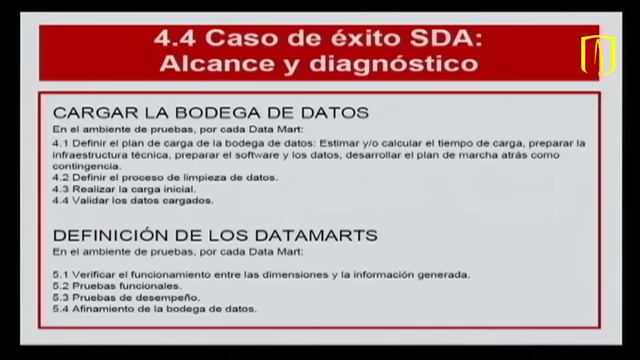 4.4 Caso de éxito SDA:
Alcance y diagnóstico
CARGAR LA BODEGA DE DATOS
En el ambiente de pruebas, por cada Data Mart:
4.1 Definir el plan de carga de la bodega de datos: Estimar y/o calcular el tiempo de carga, preparar la
infraestructura técnica, preparar el software y los datos, desarrollar el plan de marcha atrás como
contingencia.
4.2 Definir el proceso de limpieza de datos.
4.3 Realizar la carga inicial.
4.4 Validar los datos cargados.
DEFINICIÓN DE LOS DATAMARTS
En el ambiente de pruebas, por cada Data Mart:
5.1 Verificar el funcionamiento entre las dimensiones y la información generada.
5.2 Pruebas funcionales.
5.3 Pruebas de desempeño.
5.4 Afinamiento de la bodega de datos.